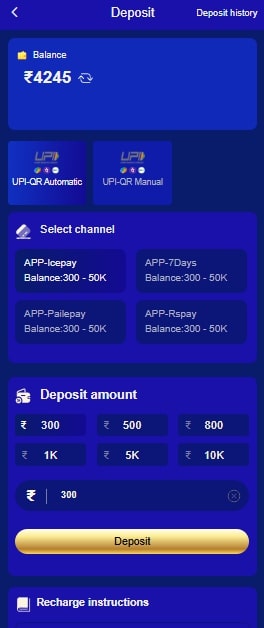 Deposit
Deposit history
Balance
₹4245
UPI
UPI
UPI-QR Automatic
UPI-QR Manual
Select channel
APP-Icepay
APP-7Days
Balance:300 - 50K
Balance:300 - 50K
APP-Pailepay
APP-Rspay
Balance:300 - 50K
Balance:300 - 50K
Deposit amount
₹ 300
₹ 500
₹ 800
₹ 1K
₹ 5K
₹ 10K
₹ 300
Deposit
Recharge instructions